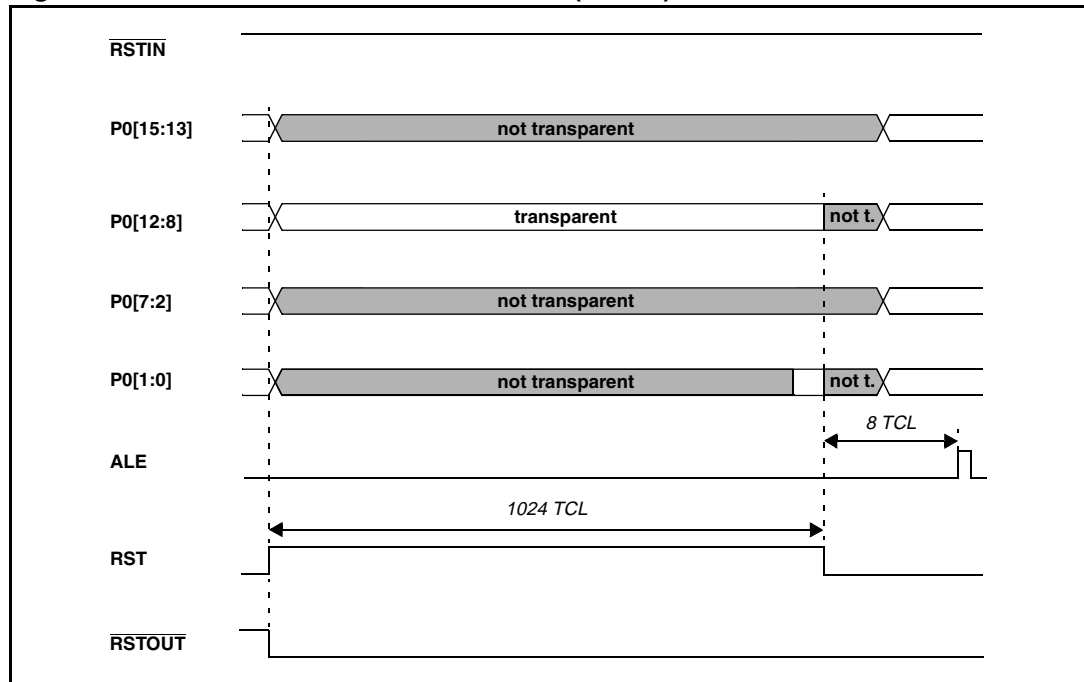 RSTIN
P0[15:13]
not transparent
P0[12:8]
transparent
not t.
P0[7:2]
not transparent
P0[1:0]
not transparent
not t.
8 TCL
ALE
1024 TCL
RST
RSTOUT